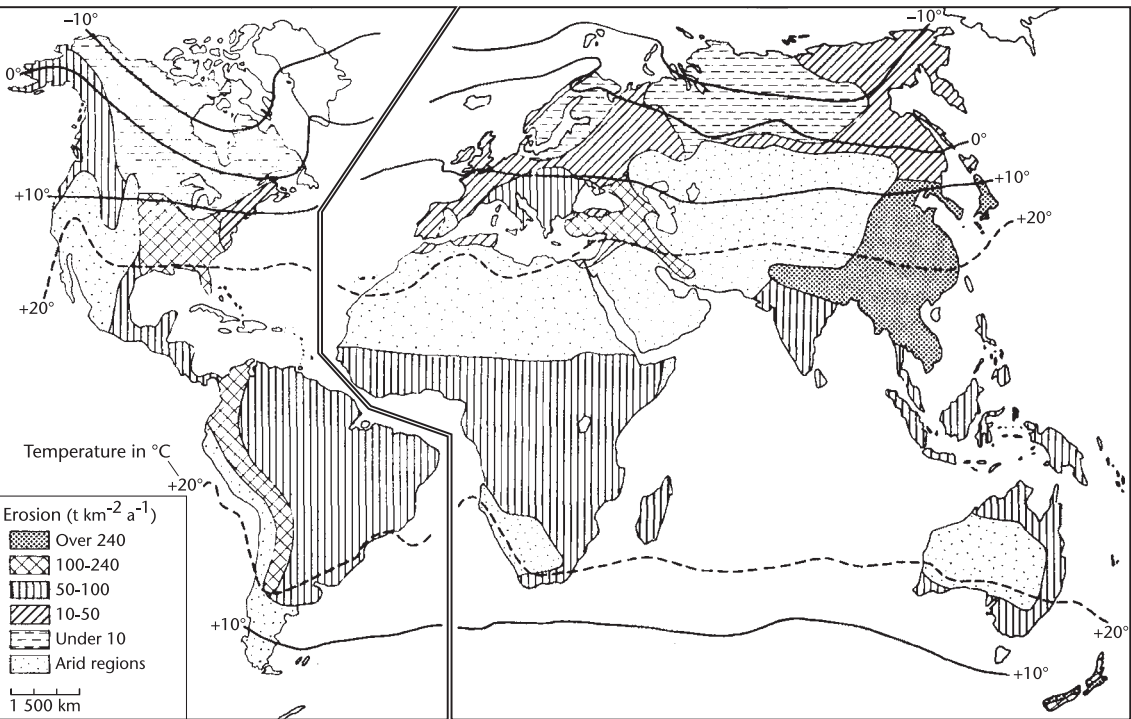 –10°
–10°
0°
0°
+10°
+10°
+20°
+20°
Temperature in °C
+20°
+10°
+20°
+10°
Erosion (t km⁻² a⁻¹)
Over 240
100-240
50-100
10-50
Under 10
Arid regions
1 500 km